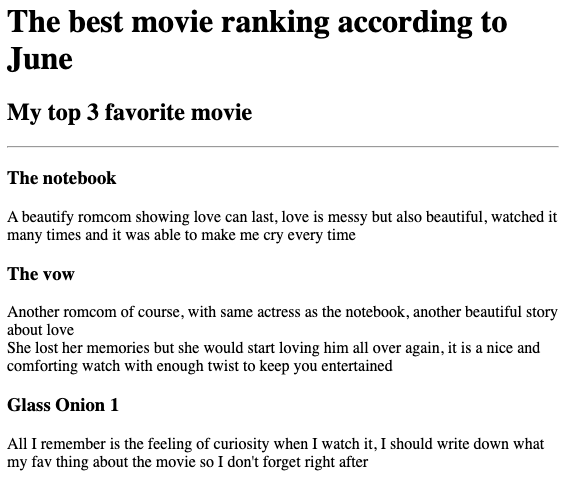 The best movie ranking according to
June
My top 3 favorite movie
The notebook
A beautify romcom showing love can last, love is messy but also beautiful, watched it
many times and it was able to make me cry every time
The vow
Another romcom of course, with same actress as the notebook, another beautiful story
about love
She lost her memories but she would start loving him all over again, it is a nice and
comforting watch with enough twist to keep you entertained
Glass Onion 1
All I remember is the feeling of curiosity when I watch it, I should write down what
my fav thing about the movie so I don't forget right after